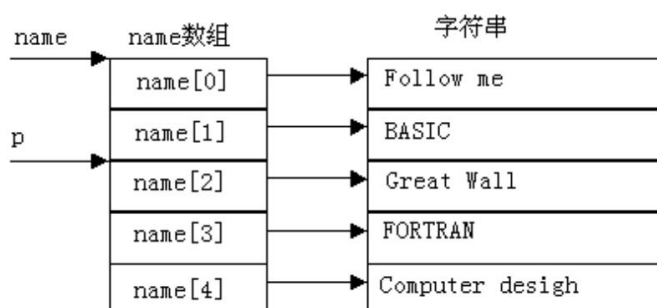 name name数组 字符串
name[0] Follow me
name[1] BASIC
p
name[2] Great Wall
name[3] FORTRAN
name[4] Computer desigh